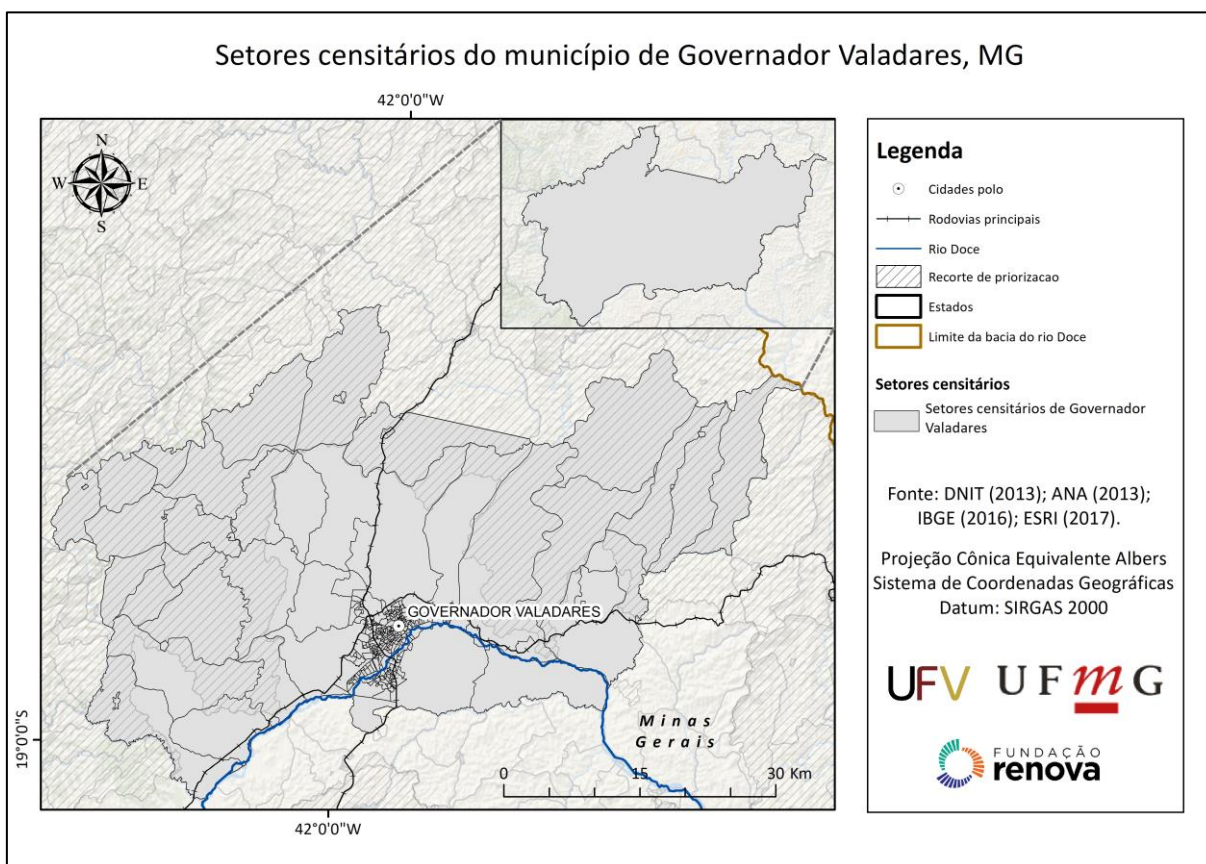 Setores censitários do município de Governador Valadares, MG
42°0'0"W
N
W
E
S
GOVERNADOR VALADARES
Minas
Gerais
19°0'0"S
0
15
30 Km
42°0'0"W
Legenda
Cidades polo
Rodovias principais
Rio Doce
Recorte de priorizacao
Estados
Limite da bacia do rio Doce
Setores censitários
Setores censitários de Governador
Valadares
Fonte: DNIT (2013); ANA (2013);
IBGE (2016); ESRI (2017).
Projeção Cônica Equivalente Albers
Sistema de Coordenadas Geográficas
Datum: SIRGAS 2000
UFV
UFmG
FUNDAÇÃO
renova